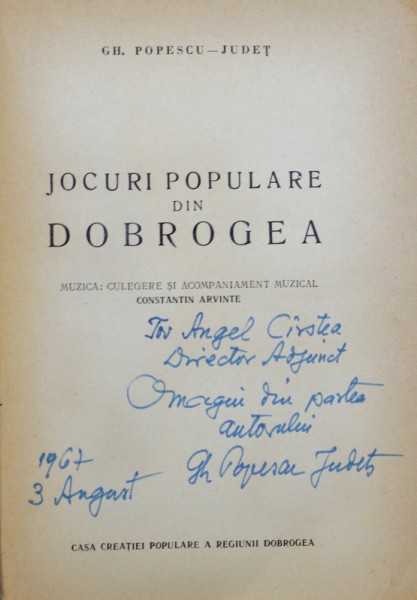 GH. POPESCU—JUDEȚ
JOCURI POPULARE
DIN
DOBROGEA
MUZICA: CULEGERE ȘI ACOMPANIAMENT MUZICAL
CONSTANTIN ARVINTE
Tov Angel Cîrstea
Director Adjunct
Omagiu din partea
autorului
1967
3 August
Gh Popescu Județ
CASA CREAȚIEI POPULARE A REGIUNII DOBROGEA